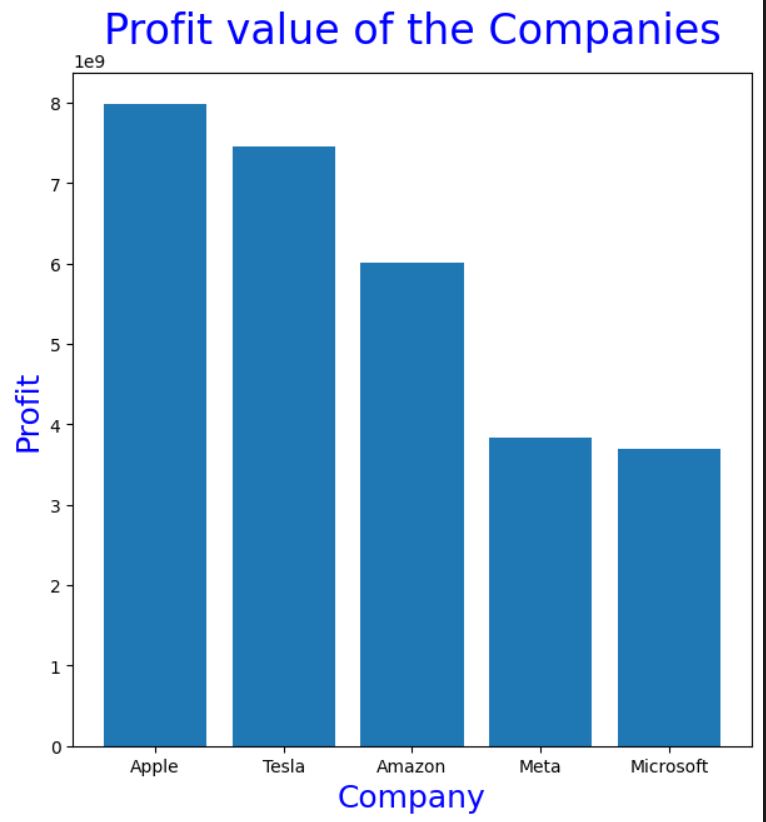 Profit value of the Companies
1e9
8
7
6
5
4
3
2
1
0
Profit
Apple Tesla Amazon Meta Microsoft
Company